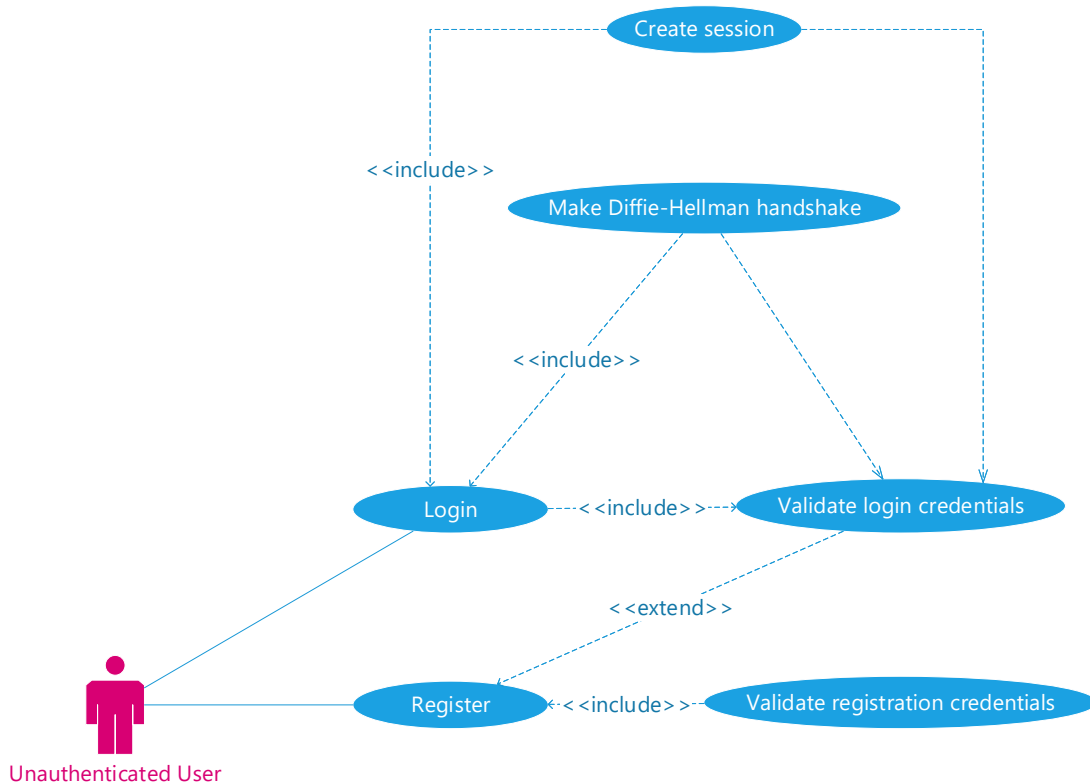 Create session
<<include>>
Make Diffie-Hellman handshake
<<include>>
Login
<<include>>
Validate login credentials
<<extend>>
Register
<<include>>
Validate registration credentials
Unauthenticated User